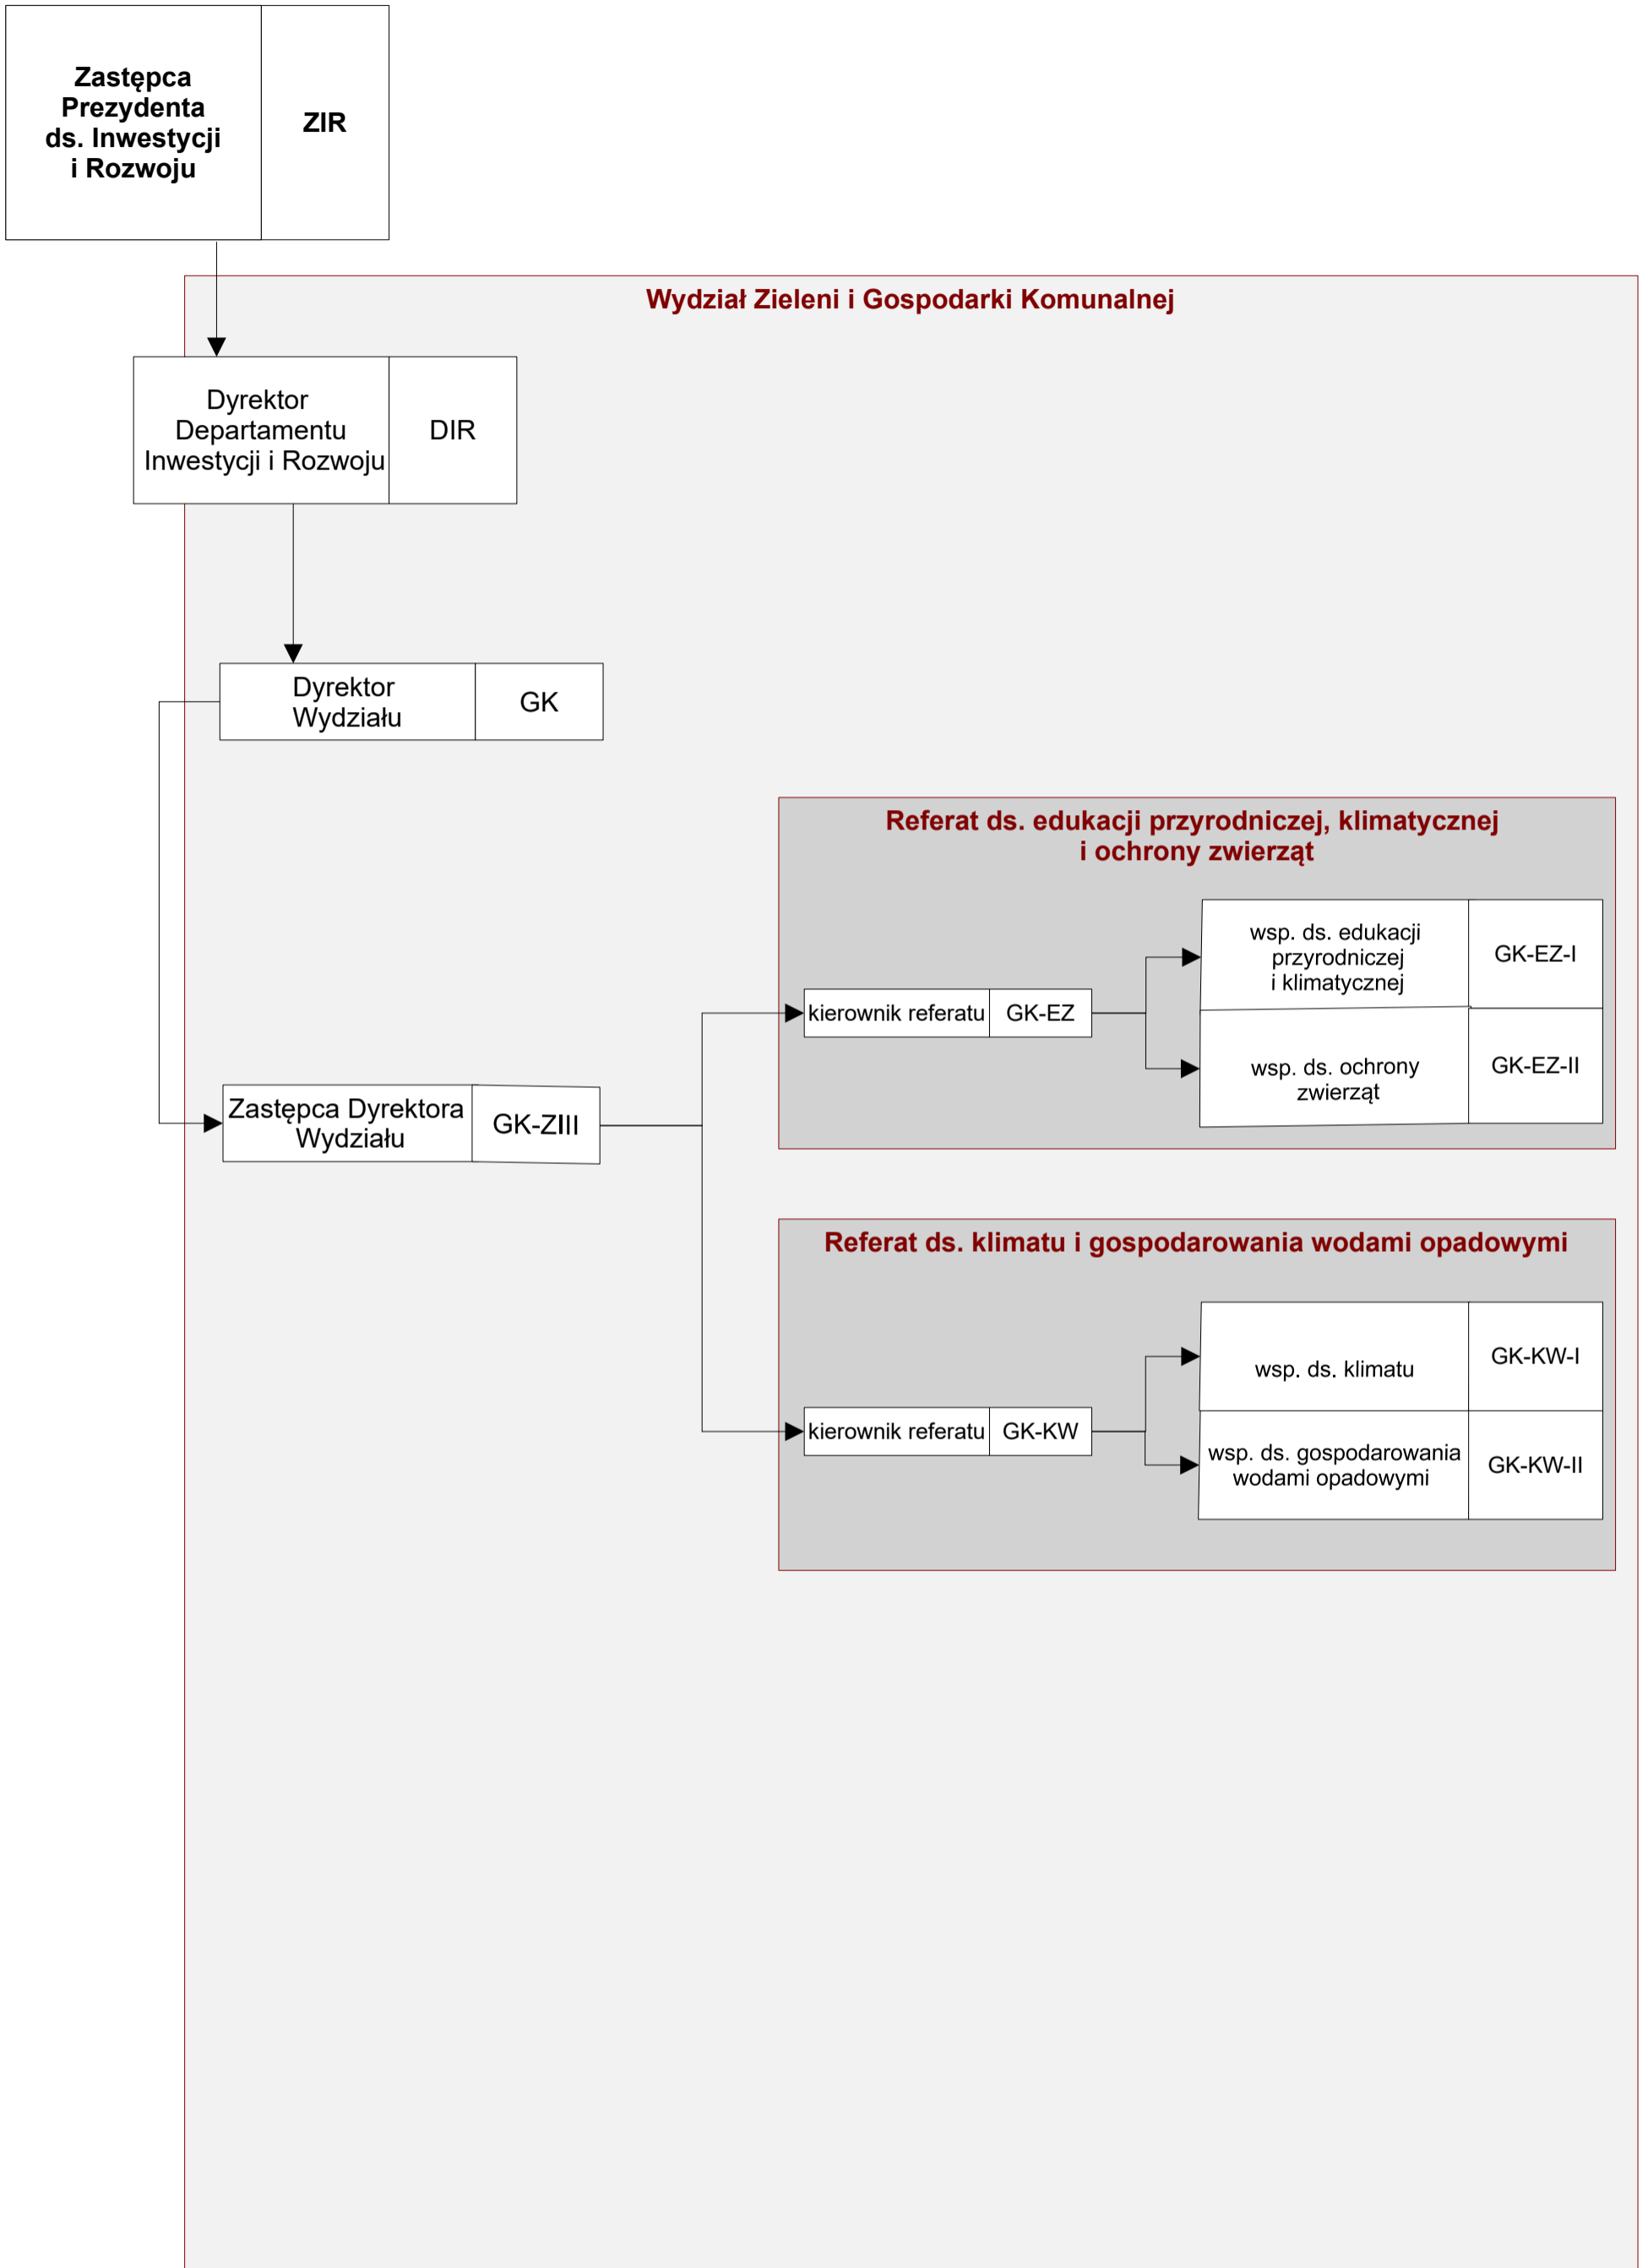 Zastępca
Prezydenta
ds. Inwestycji
i Rozwoju
ZIR
Wydział Zieleni i Gospodarki Komunalnej
Dyrektor
Departamentu
Inwestycji i Rozwoju
DIR
Dyrektor
Wydziału
GK
Referat ds. edukacji przyrodniczej, klimatycznej
i ochrony zwierząt
wsp. ds. edukacji
przyrodniczej
i klimatycznej
GK-EZ-I
kierownik referatu
GK-EZ
wsp. ds. ochrony
zwierząt
GK-EZ-II
Zastępca Dyrektora
Wydziału
GK-ZIII
Referat ds. klimatu i gospodarowania wodami opadowymi
wsp. ds. klimatu
GK-KW-I
kierownik referatu
GK-KW
wsp. ds. gospodarowania
wodami opadowymi
GK-KW-II